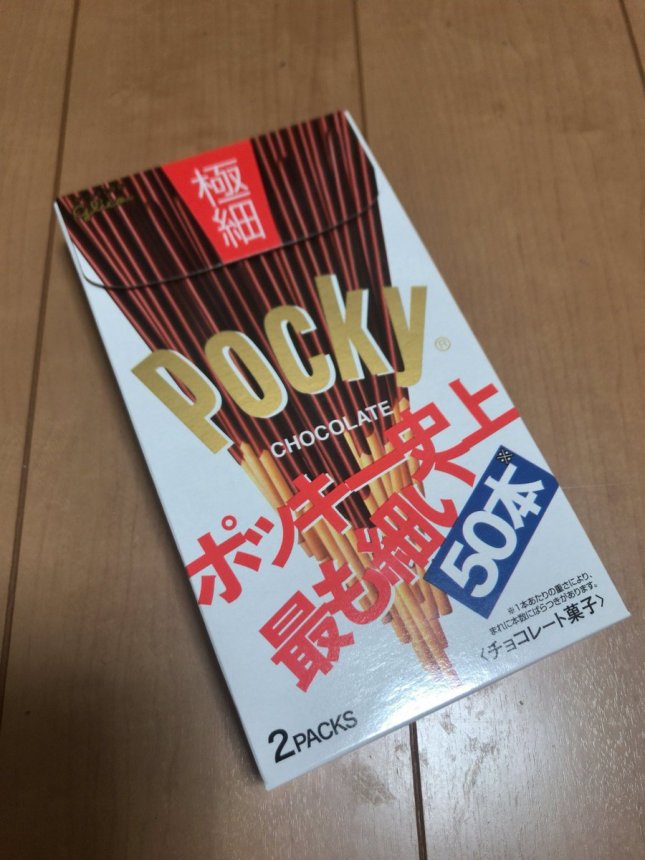 Glico
極細
Pocky®
CHOCOLATE
ポッキー史上
最も細い
50本※
※1本あたりの重さにより、
まれに本数にばらつきがあります。
〈チョコレート菓子〉
2PACKS